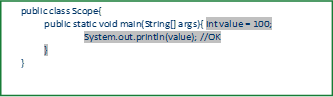 public class Scope{
public static void main(String[] args){ int value = 100;
System.out.println(value); //OK
}
}